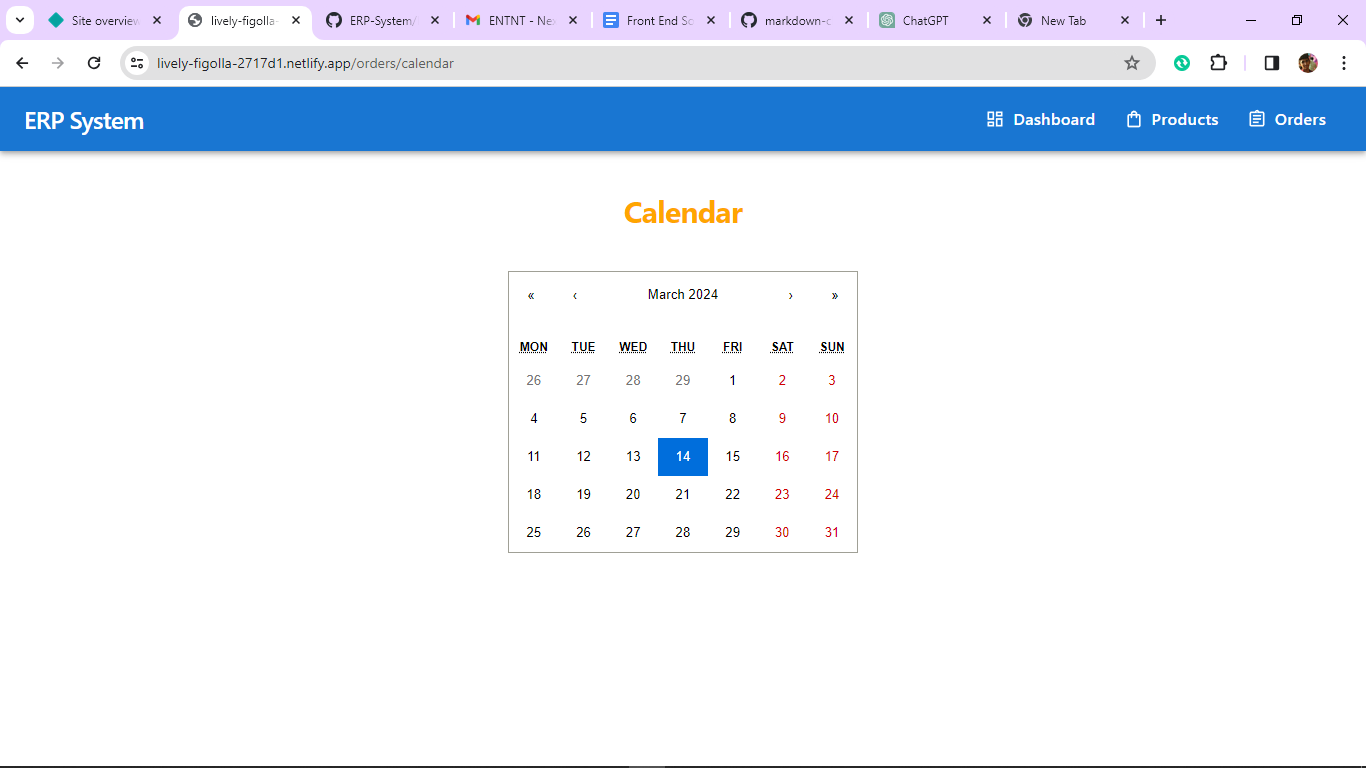 Site overview
lively-figolla-
ERP-System/
ENTNT - Nex
Front End Sc
markdown-c
ChatGPT
New Tab
lively-figolla-2717d1.netlify.app/orders/calendar
ERP System
Dashboard
Products
Orders
Calendar
« ‹ March 2024 › »
MON TUE WED THU FRI SAT SUN
26 27 28 29 1 2 3
4 5 6 7 8 9 10
11 12 13 14 15 16 17
18 19 20 21 22 23 24
25 26 27 28 29 30 31